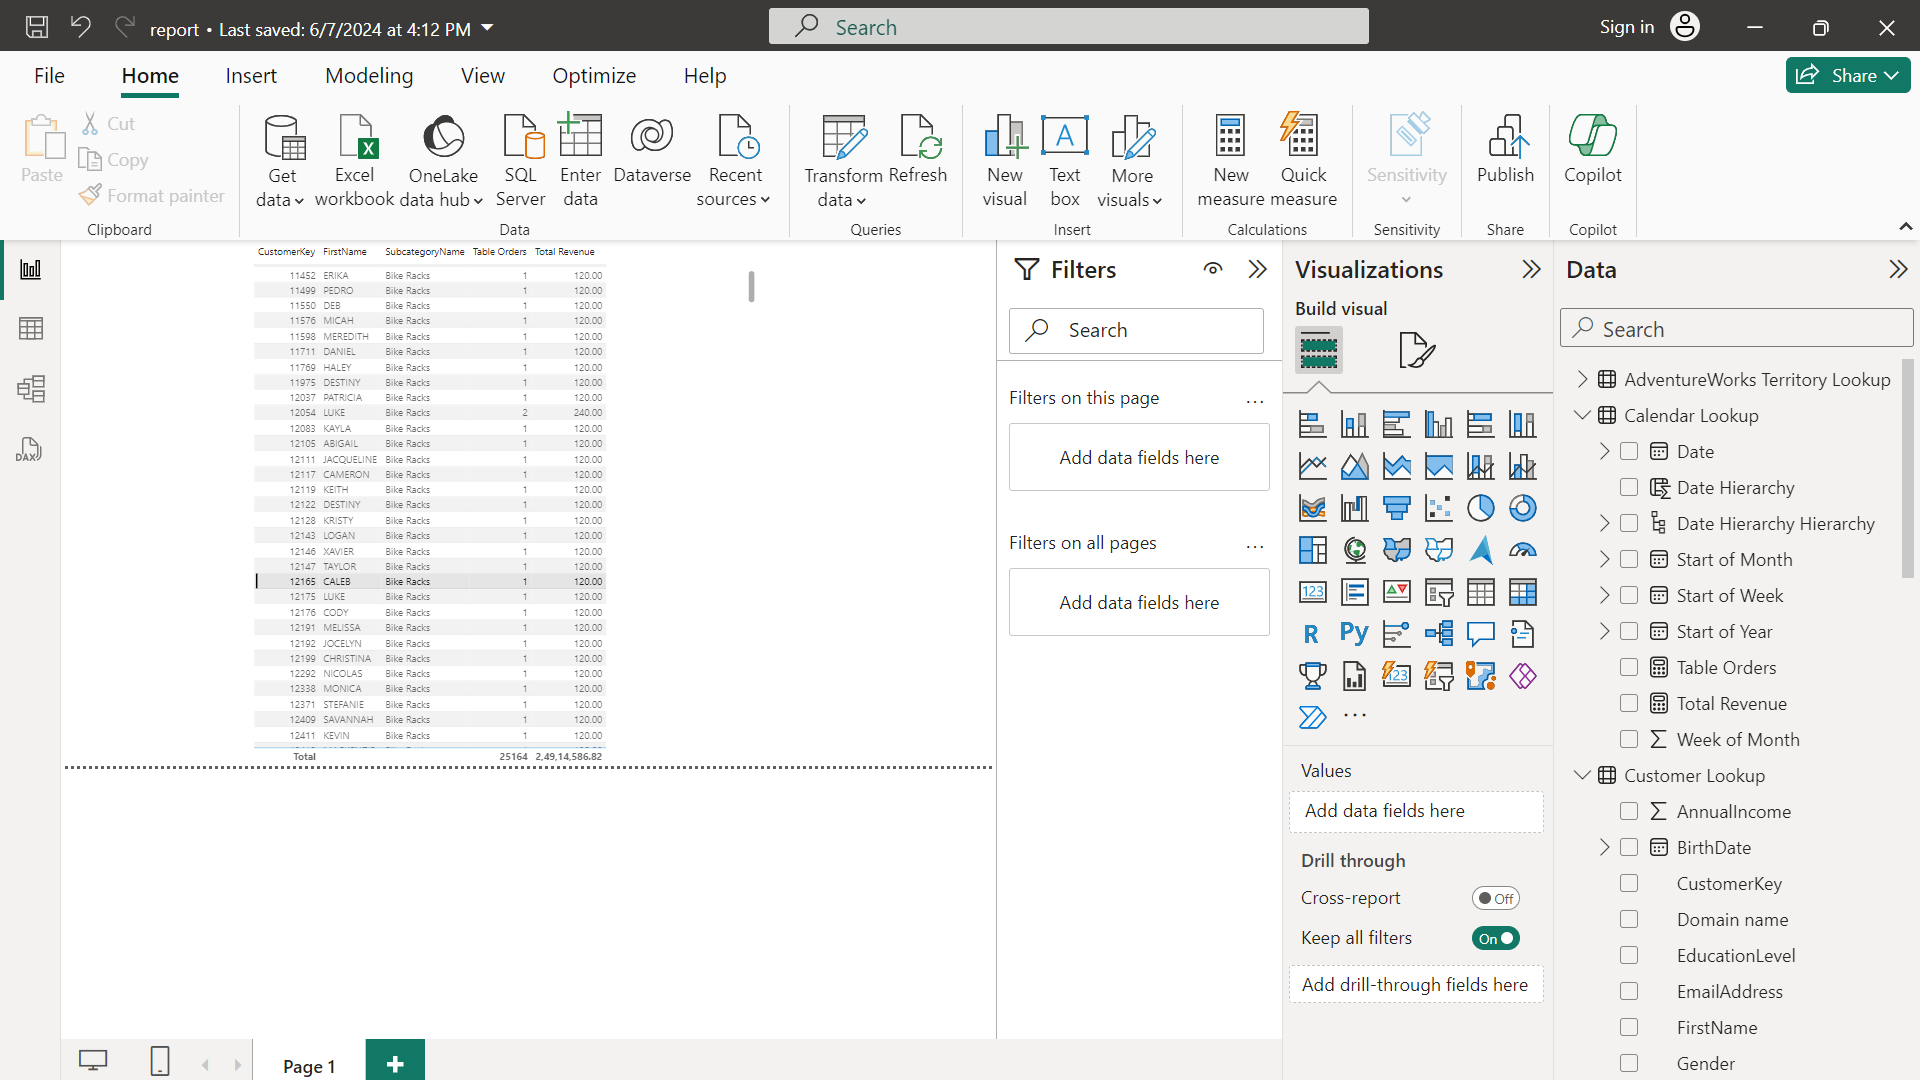 report • Last saved: 6/7/2024 at 4:12 PM
Search
Sign in
File Home Insert Modeling View Optimize Help
Share
Paste
Cut
Copy
Format painter
Clipboard
Get data
Excel workbook
OneLake data hub
SQL Server
Enter data
Dataverse
Recent sources
Data
Transform data
Refresh
Queries
New visual
A
Text box
More visuals
Insert
New measure
Quick measure
Calculations
Sensitivity
Sensitivity
Publish
Share
Copilot
Copilot
DAX
CustomerKey FirstName SubcategoryName Table Orders Total Revenue
11452 ERIKA Bike Racks 1 120.00
11499 PEDRO Bike Racks 1 120.00
11550 DEB Bike Racks 1 120.00
11576 MICAH Bike Racks 1 120.00
11598 MEREDITH Bike Racks 1 120.00
11711 DANIEL Bike Racks 1 120.00
11769 HALEY Bike Racks 1 120.00
11975 DESTINY Bike Racks 1 120.00
12037 PATRICIA Bike Racks 1 120.00
12054 LUKE Bike Racks 2 240.00
12083 KAYLA Bike Racks 1 120.00
12105 ABIGAIL Bike Racks 1 120.00
12111 JACQUELINE Bike Racks 1 120.00
12117 CAMERON Bike Racks 1 120.00
12119 KEITH Bike Racks 1 120.00
12122 DESTINY Bike Racks 1 120.00
12128 KRISTY Bike Racks 1 120.00
12143 LOGAN Bike Racks 1 120.00
12146 XAVIER Bike Racks 1 120.00
12147 TAYLOR Bike Racks 1 120.00
12165 CALEB Bike Racks 1 120.00
12175 LUKE Bike Racks 1 120.00
12176 CODY Bike Racks 1 120.00
12191 MELISSA Bike Racks 1 120.00
12192 JOCELYN Bike Racks 1 120.00
12199 CHRISTINA Bike Racks 1 120.00
12292 NICOLAS Bike Racks 1 120.00
12338 MONICA Bike Racks 1 120.00
12371 STEFANIE Bike Racks 1 120.00
12409 SAVANNAH Bike Racks 1 120.00
12411 KEVIN Bike Racks 1 120.00
Total 25164 2,49,14,586.82
Filters
Search
Filters on this page ...
Add data fields here
Filters on all pages ...
Add data fields here
Visualizations
Build visual
123
R Py
123
...
Values
Add data fields here
Drill through
Cross-report Off
Keep all filters On
Add drill-through fields here
Data
Search
AdventureWorks Territory Lookup
Calendar Lookup
Date
Date Hierarchy
Date Hierarchy Hierarchy
Start of Month
Start of Week
Start of Year
Table Orders
Total Revenue
Week of Month
Customer Lookup
AnnualIncome
BirthDate
CustomerKey
Domain name
EducationLevel
EmailAddress
FirstName
Gender
Page 1
+